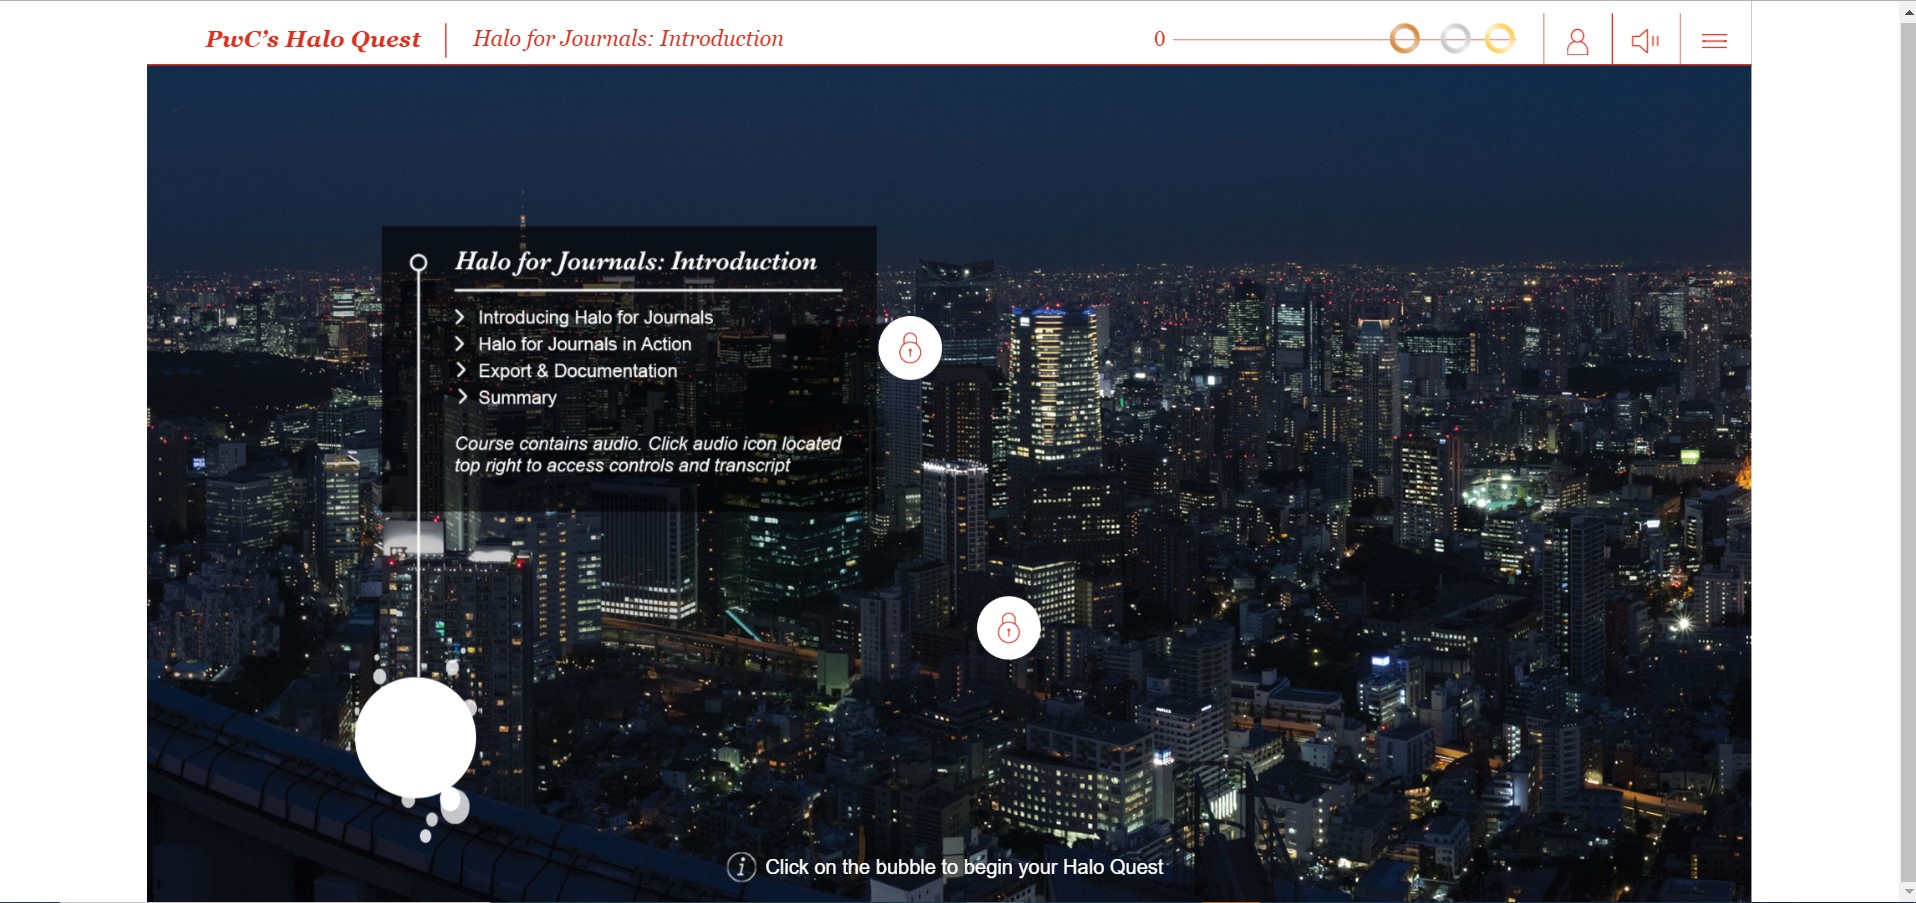 PwC's Halo Quest
Halo for Journals: Introduction
0
Halo for Journals: Introduction
Introducing Halo for Journals
Halo for Journals in Action
Export & Documentation
Summary
Course contains audio. Click audio icon located
top right to access controls and transcript
i Click on the bubble to begin your Halo Quest